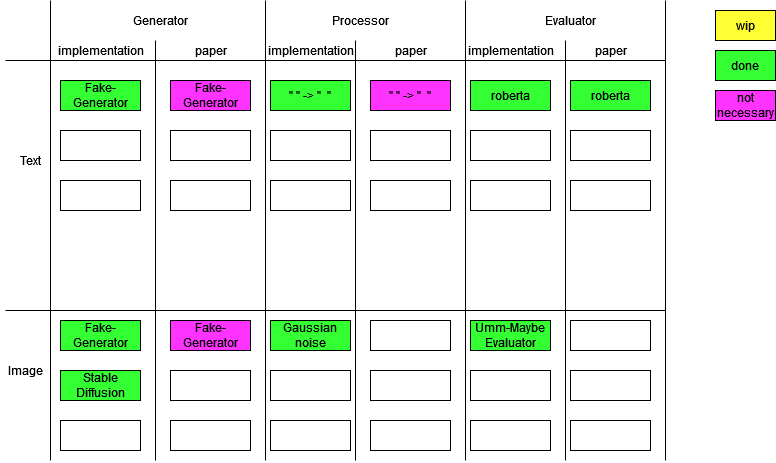 Generator Processor Evaluator
implementation paper implementation paper implementation paper
wip
done
not
necessary
Text
Fake-
Generator
Fake-
Generator
" " -> "  "
" " -> "  "
roberta
roberta
Image
Fake-
Generator
Fake-
Generator
Gaussian
noise
Umm-Maybe
Evaluator
Stable
Diffusion